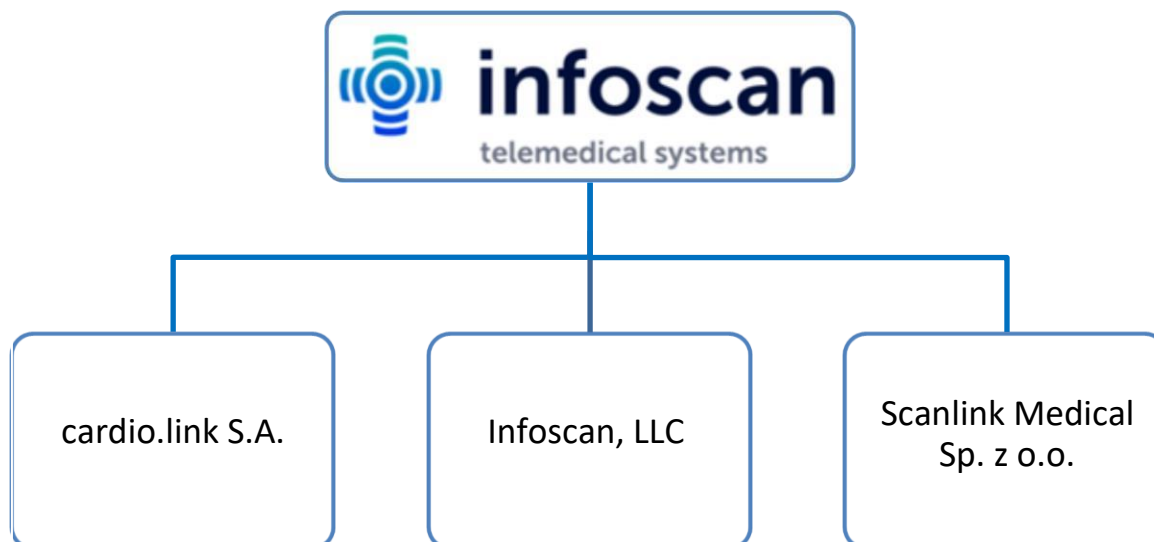 infoscan
telemedical systems
cardio.link S.A.
Infoscan, LLC
Scanlink Medical
Sp. z o.o.